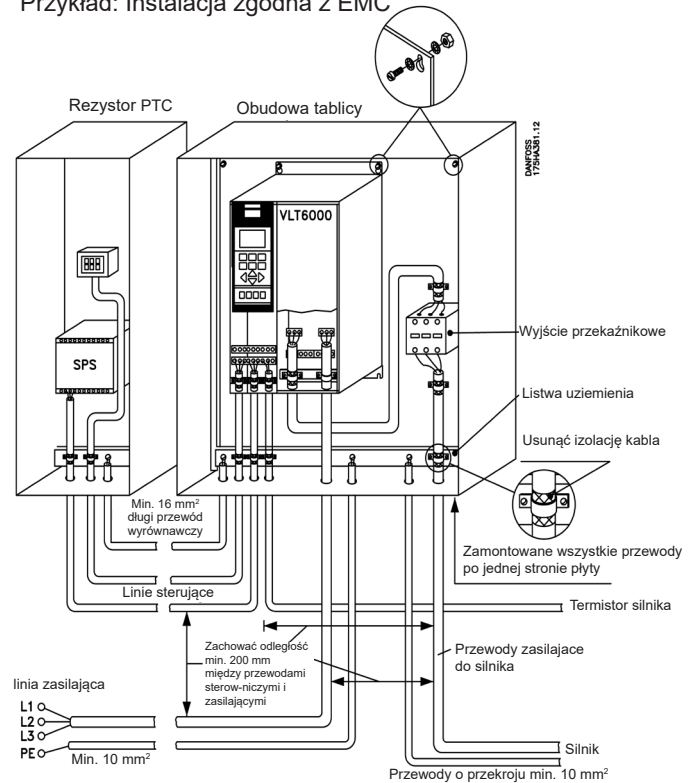 Przykład: Instalacja zgodna z EMC
Rezystor PTC
Obudowa tablicy
DANFOSS
175HA381.12
VLT6000
SPS
Wyjście przekaźnikowe
Listwa uziemienia
Usunąć izolację kabla
Min. 16 mm²
długi przewód
wyrównawczy
Zamontowane wszystkie przewody
po jednej stronie płyty
Linie sterujące
Termistor silnika
Zachować odległość
min. 200 mm
między przewodami
sterow-niczymi i
zasilającymi
Przewody zasilajace
do silnika
linia zasilająca
L1
L2
L3
PE
Min. 10 mm²
Silnik
Przewody o przekroju min. 10 mm²